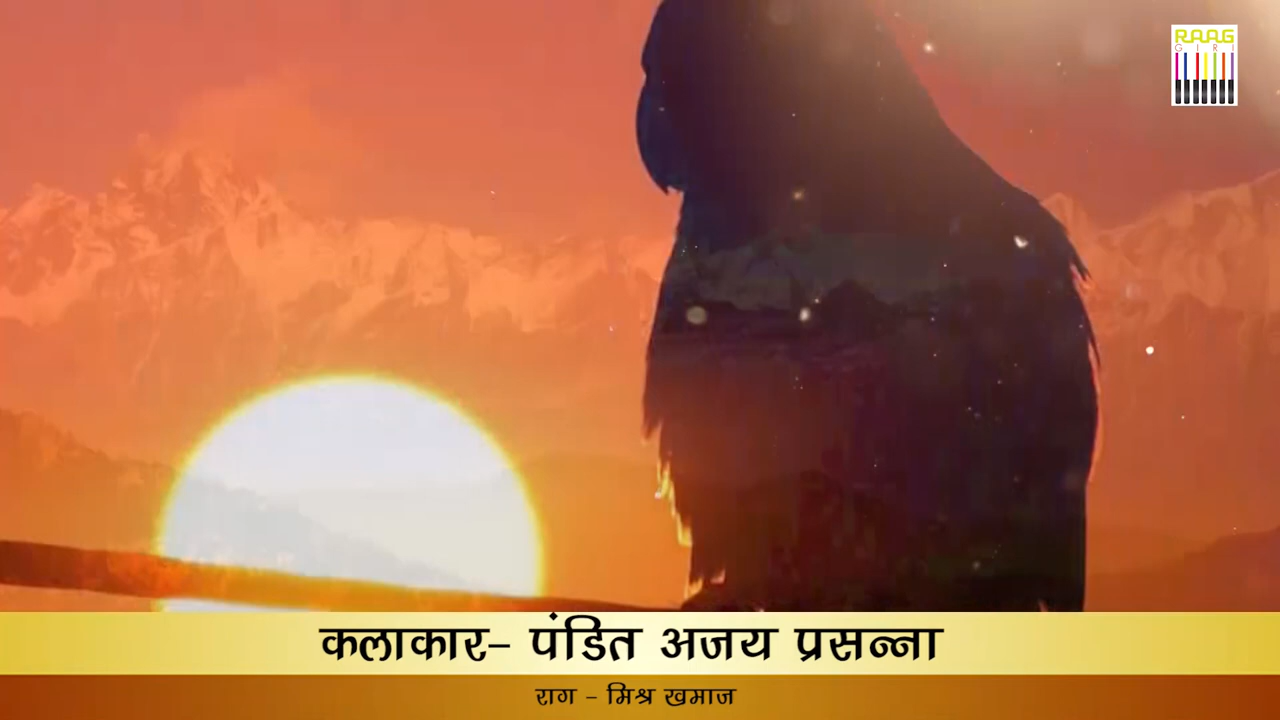 RAAG
GIRI
कलाकार- पंडित अजय प्रसन्ना
राग - मिश्र खमाज